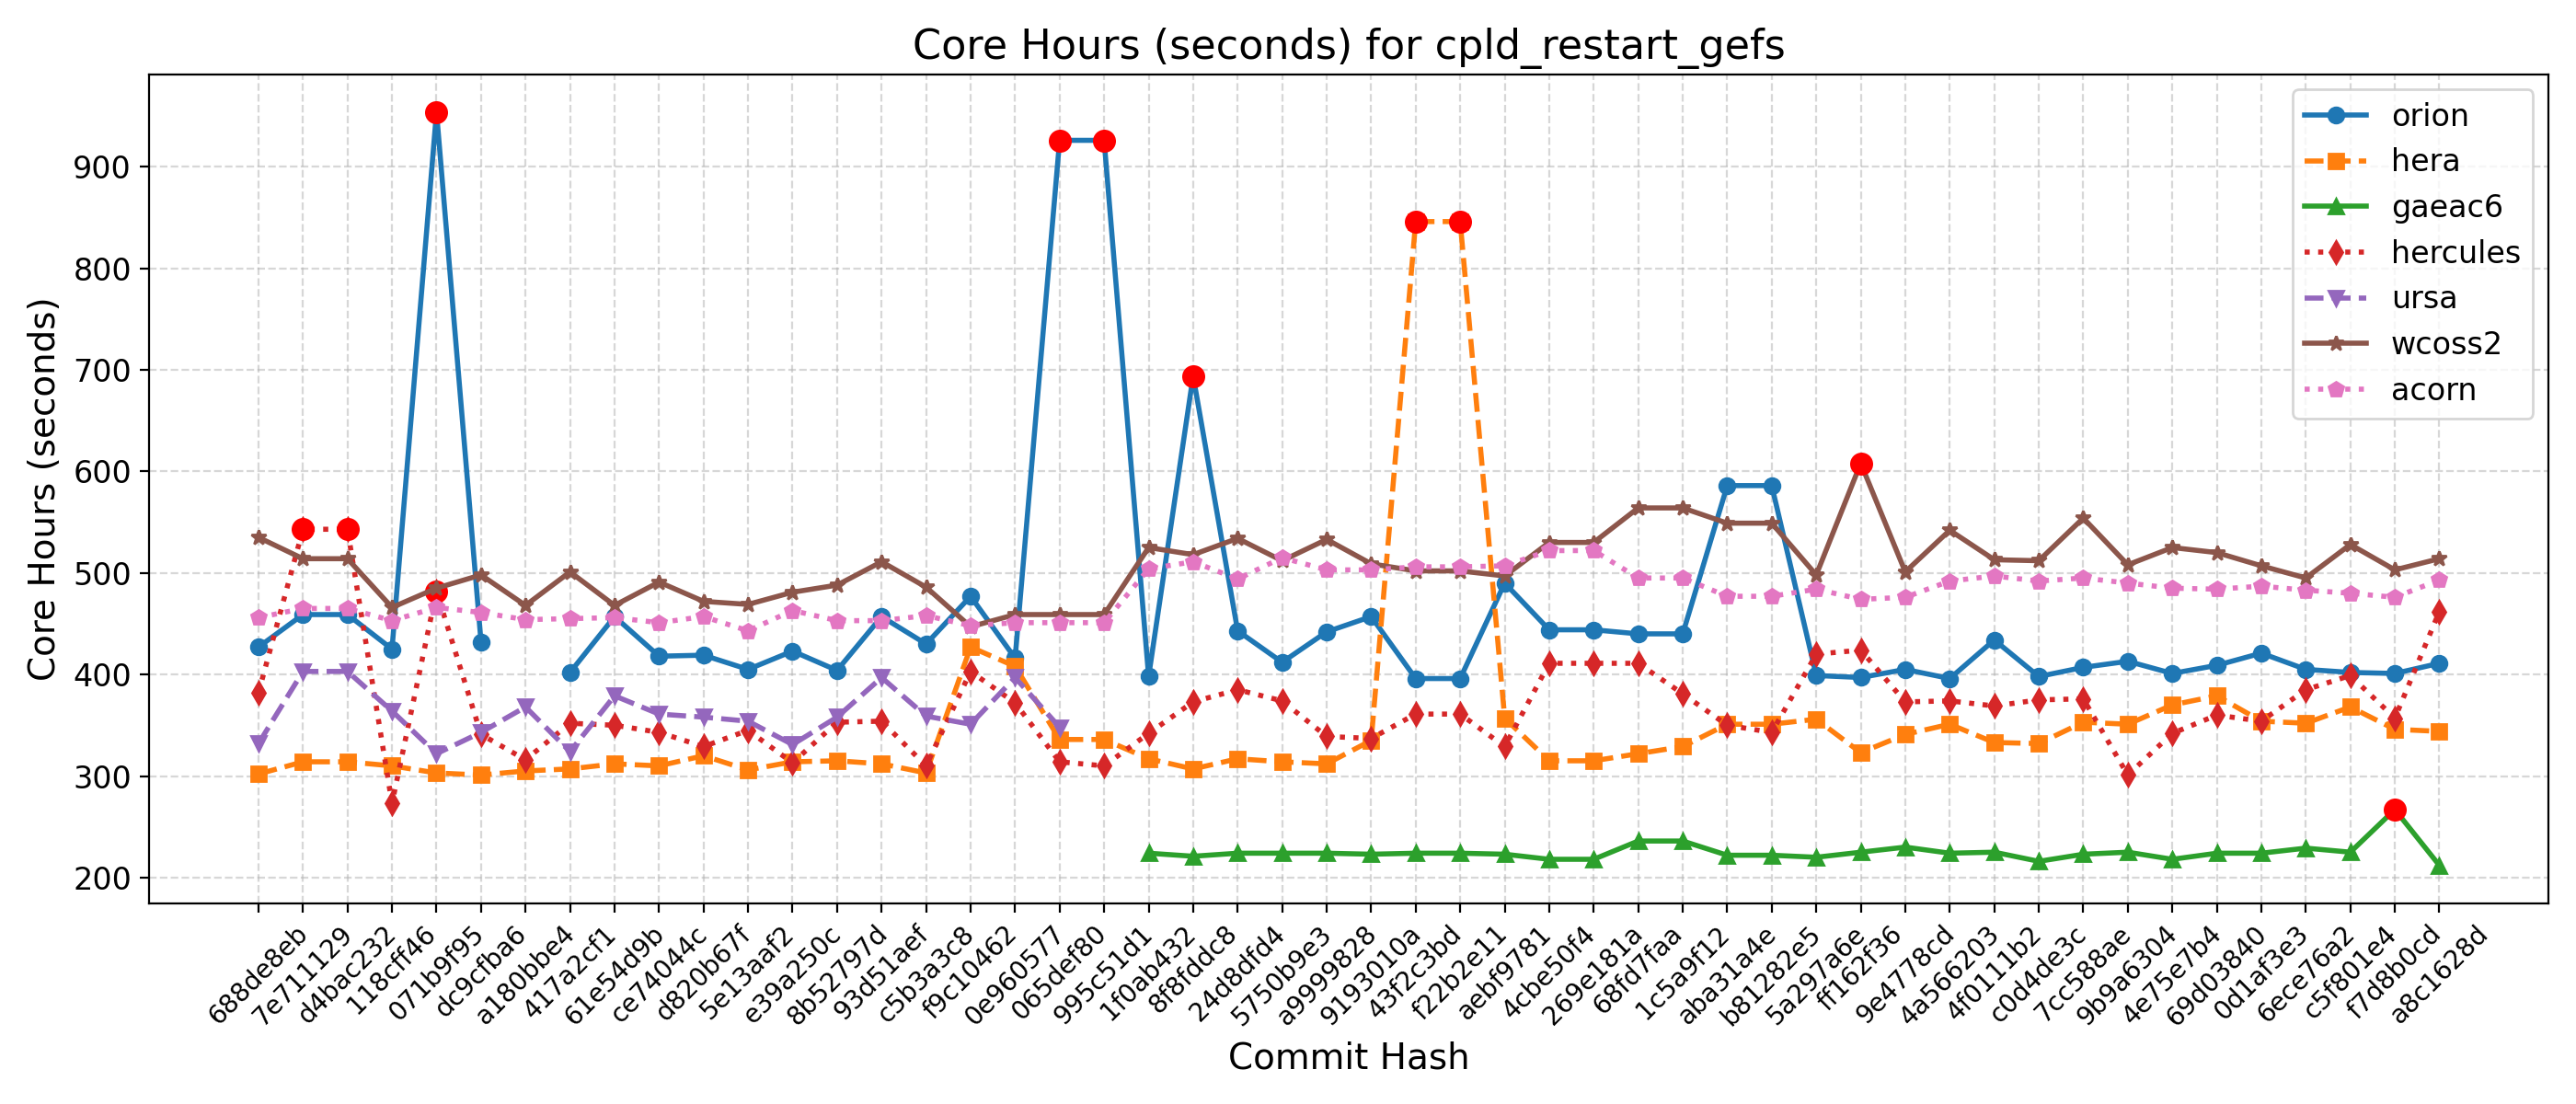 Core Hours (seconds) for cpld_restart_gefs
Core Hours (seconds)
900
800
700
600
500
400
300
200
orion
hera
gaeac6
hercules
ursa
wcoss2
acorn
688de8eb
7e711129
d4bac232
118cff46
071b9f95
dc9cfba6
a180bbe4
417a2cf1
61e54d9b
ce74044c
d820b67f
5e13aaf2
e39a250c
8b52797d
93d51aef
c5b3a3c8
f9c10462
0e960577
065def80
995c51d1
1f0ab432
8f8fddc8
24d8dfd4
5750b9e3
a9999828
9193010a
43f2c3bd
f22b2e11
aebf9781
4cbe50f4
269e181a
68fd7faa
1c5a9f12
aba31a4e
b81282e5
5a297a6e
ff162f36
9e4778cd
4a566203
4f0111b2
c0d4de3c
7cc588ae
9b9a6304
4e75e7b4
69d03840
0d1af3e3
6ece76a2
c5f801e4
f7d8b0cd
a8c1628d
Commit Hash